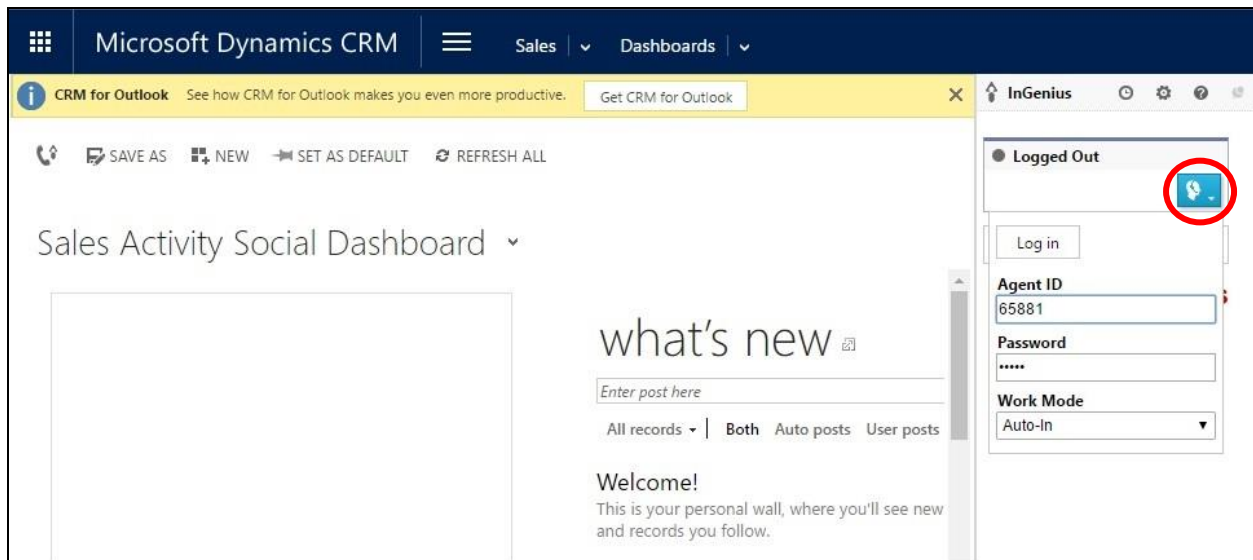 Microsoft Dynamics CRM Sales Dashboards
CRM for Outlook See how CRM for Outlook makes you even more productive. Get CRM for Outlook
InGenius
SAVE AS NEW SET AS DEFAULT REFRESH ALL
Logged Out
Sales Activity Social Dashboard
Log in
Agent ID
65881
Password
•••••
Work Mode
Auto-In
what's new
Enter post here
All records Both Auto posts User posts
Welcome!
This is your personal wall, where you'll see new
and records you follow.